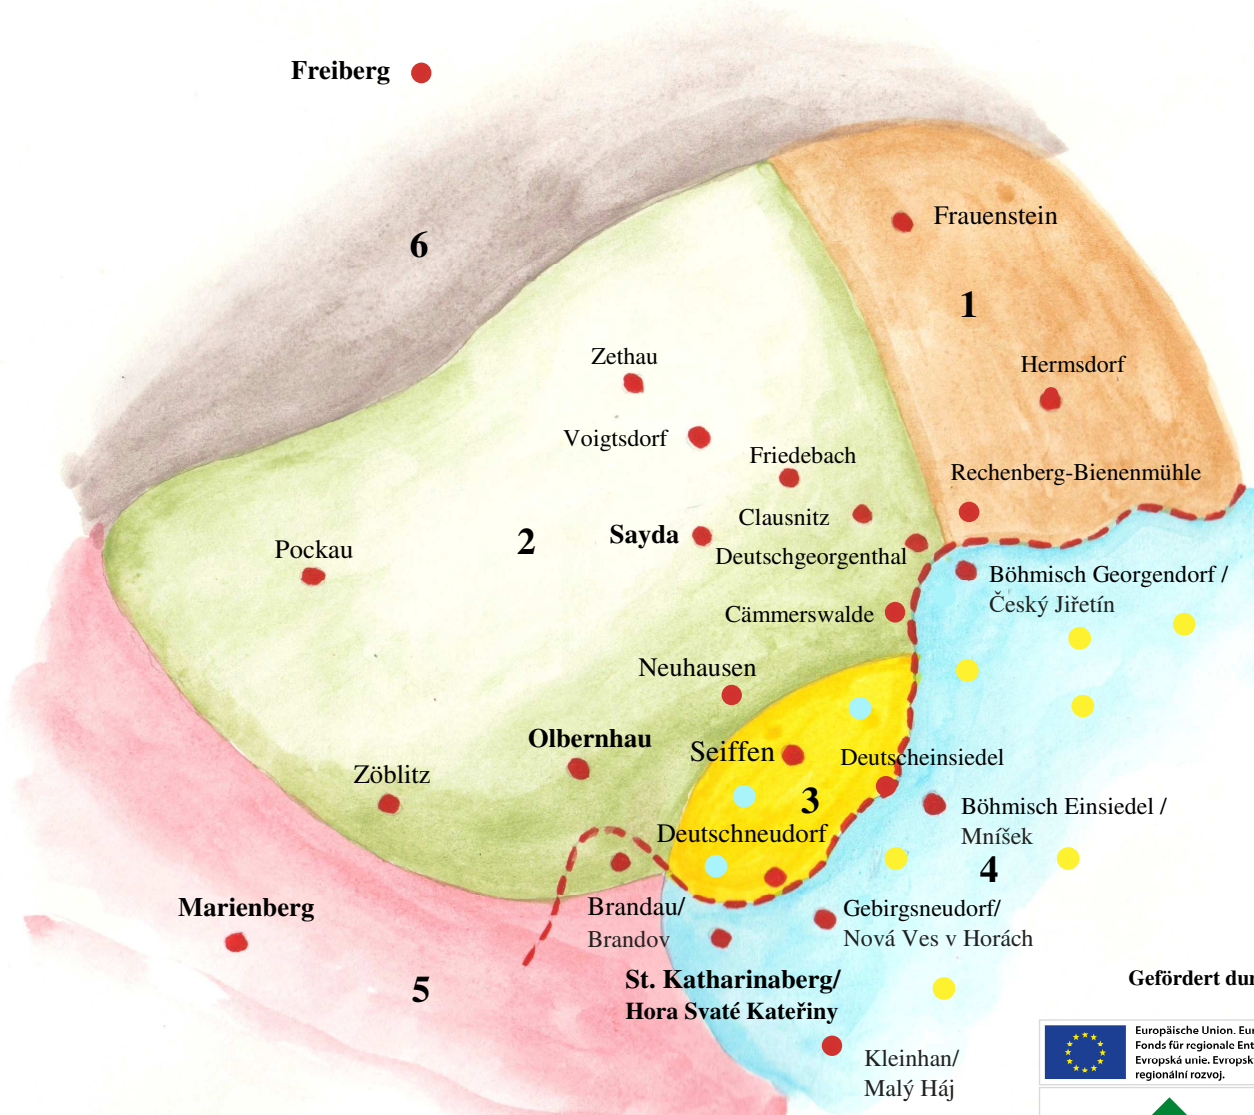 Freiberg
6
Frauenstein
1
Zethau
Hermsdorf
Voigtsdorf
Friedebach
Rechenberg-Bienenmühle
Clausnitz
Sayda
2
Pockau
Deutschgeorgenthal
Böhmisch Georgendorf /
Český Jiřetín
Cämmerswalde
Neuhausen
Olbernhau
Seiffen
Deutscheinsiedel
Zöblitz
3
Böhmisch Einsiedel /
Mníšek
Deutschneudorf
4
Marienberg
Brandau/
Brandov
Gebirgsneudorf/
Nová Ves v Horách
5
St. Katharinaberg/
Hora Svaté Kateřiny
Gefördert dur
Kleinhan/
Malý Háj
Europäische Union. Eur
Fonds für regionale Ent
Evropská unie. Evropsk
regionální rozvoj.